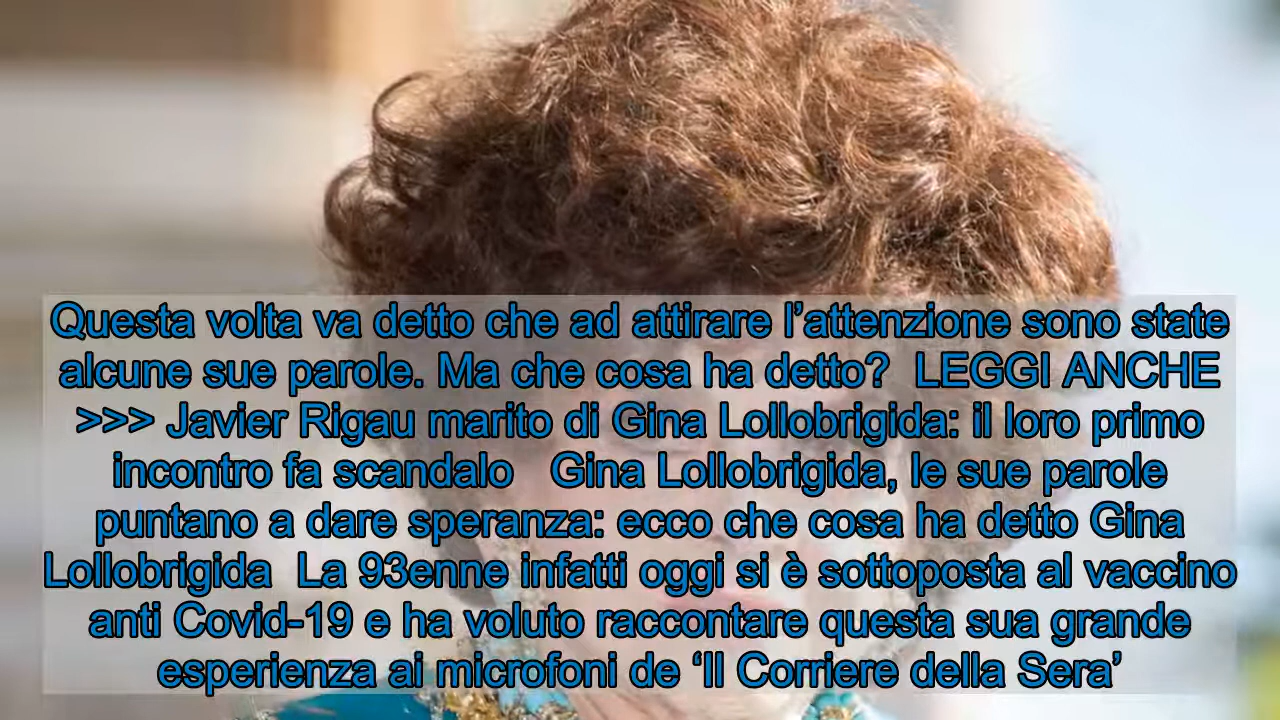 Questa volta va detto che ad attirare l’attenzione sono state
alcune sue parole. Ma che cosa ha detto?  LEGGI ANCHE
>>> Javier Rigau marito di Gina Lollobrigida: il loro primo
incontro fa scandalo   Gina Lollobrigida, le sue parole
puntano a dare speranza: ecco che cosa ha detto Gina
Lollobrigida  La 93enne infatti oggi si è sottoposta al vaccino
anti Covid-19 e ha voluto raccontare questa sua grande
esperienza ai microfoni de ‘Il Corriere della Sera’